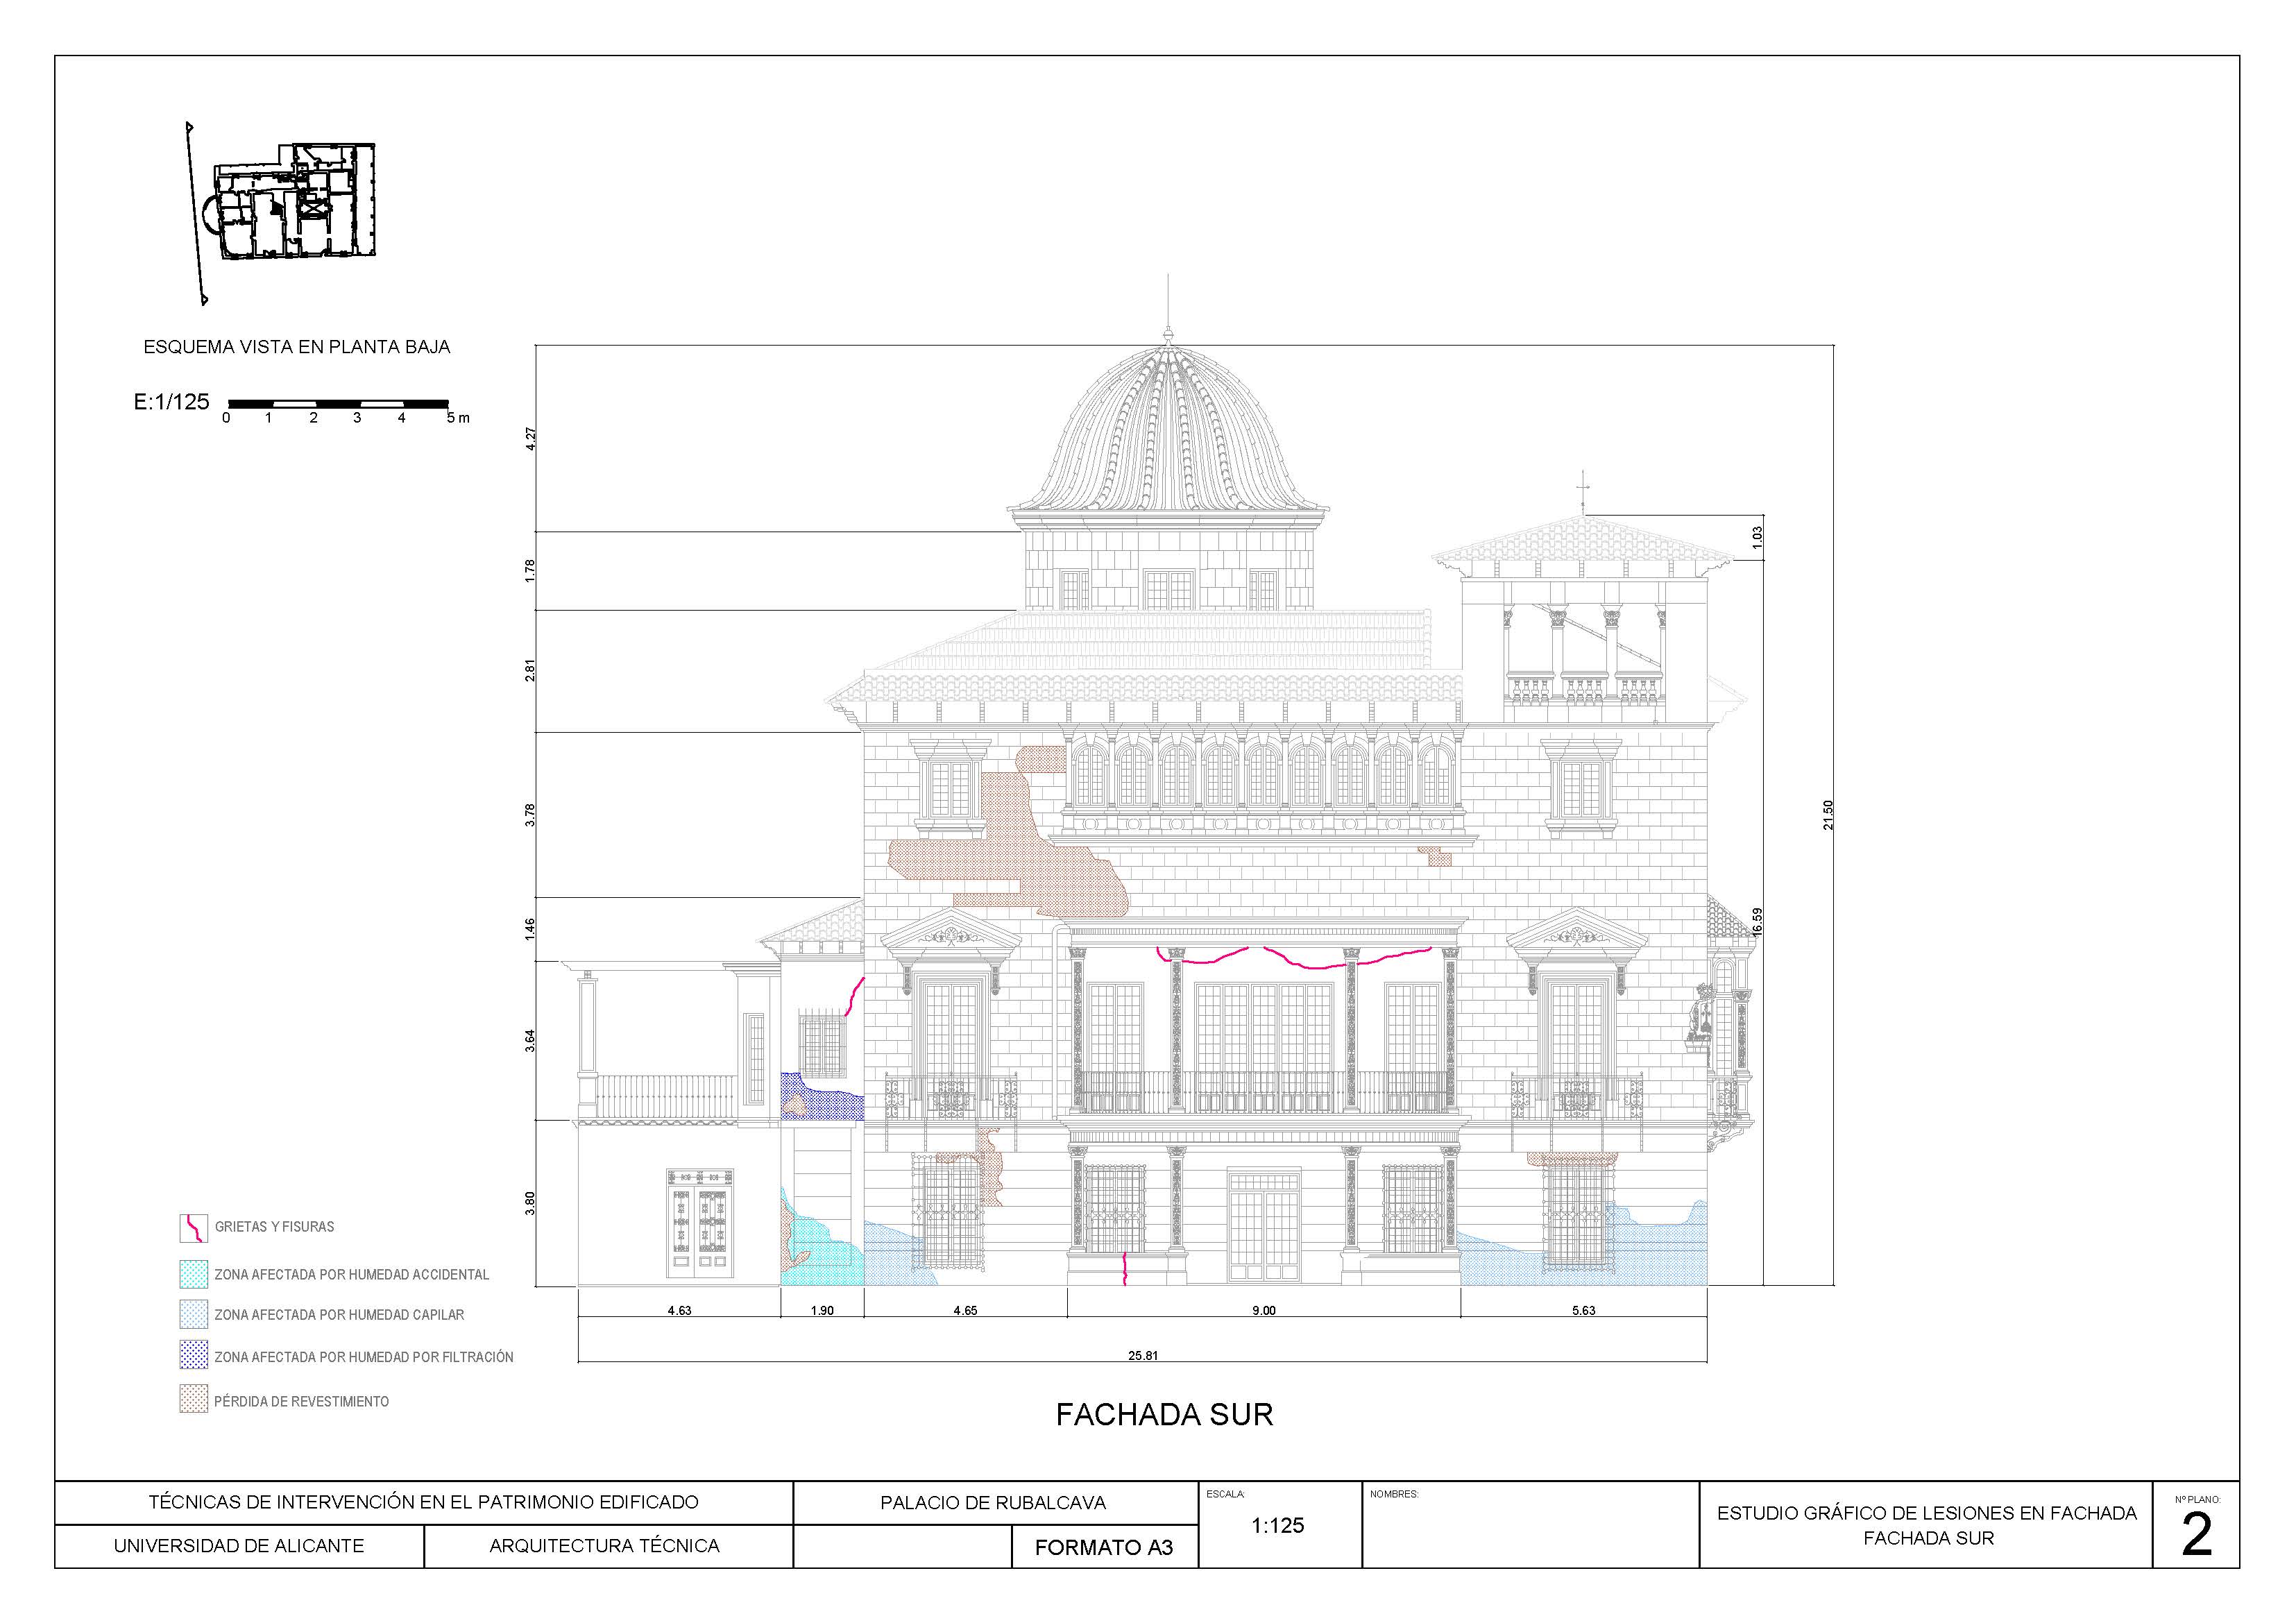 ESQUEMA VISTA EN PLANTA BAJA
E:1/125
0 1 2 3 4 5 m
4.27
1.78
2.81
3.78
1.46
3.64
3.80
1.03
16.59
21.50
4.63 1.90 4.65 9.00 5.63
25.81
GRIETAS Y FISURAS
ZONA AFECTADA POR HUMEDAD ACCIDENTAL
ZONA AFECTADA POR HUMEDAD CAPILAR
ZONA AFECTADA POR HUMEDAD POR FILTRACIÓN
PÉRDIDA DE REVESTIMIENTO
FACHADA SUR
TÉCNICAS DE INTERVENCIÓN EN EL PATRIMONIO EDIFICADO
UNIVERSIDAD DE ALICANTE
ARQUITECTURA TÉCNICA
PALACIO DE RUBALCAVA
FORMATO A3
ESCALA:
1:125
NOMBRES:
ESTUDIO GRÁFICO DE LESIONES EN FACHADA
FACHADA SUR
Nº PLANO:
2